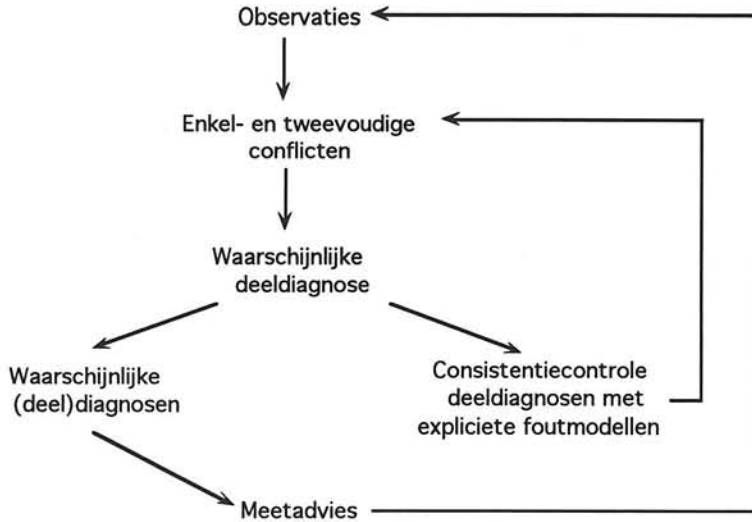 Observaties
Enkel- en tweevoudige
conflicten
Waarschijnlijke
deeldiagnose
Waarschijnlijke
(deel)diagnosen
Consistentiecontrole
deeldiagnosen met
expliciete foutmodellen
Meetadvies